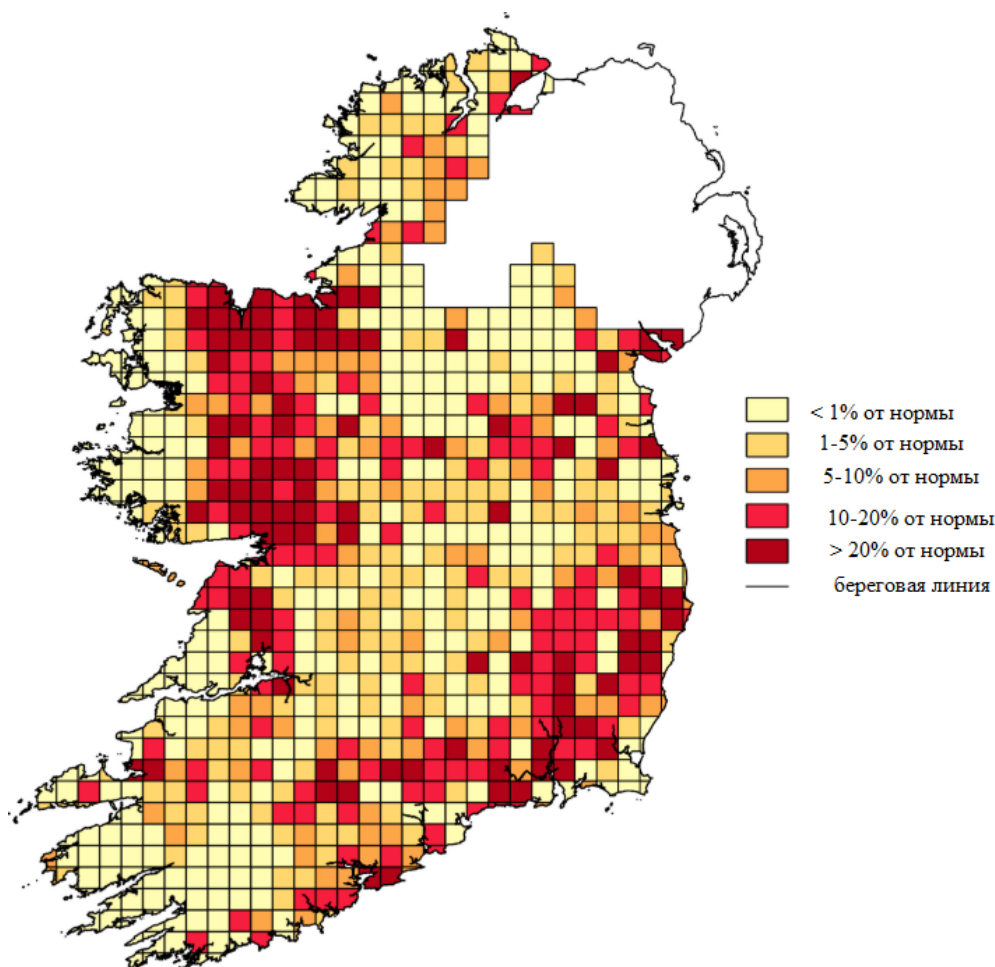 < 1% от нормы
1-5% от нормы
5-10% от нормы
10-20% от нормы
> 20% от нормы
береговая линия